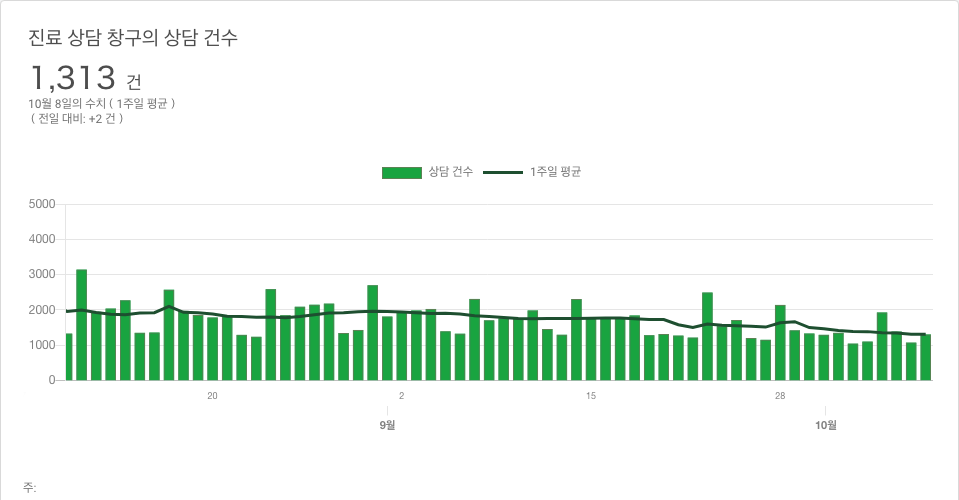 진료 상담 창구의 상담 건수
1,313 건
10월 8일의 수치 ( 1주일 평균 )
( 전일 대비: +2 건 )
상담 건수 1주일 평균
5000
4000
3000
2000
1000
0
20 2 15 28
9월 10월
주: